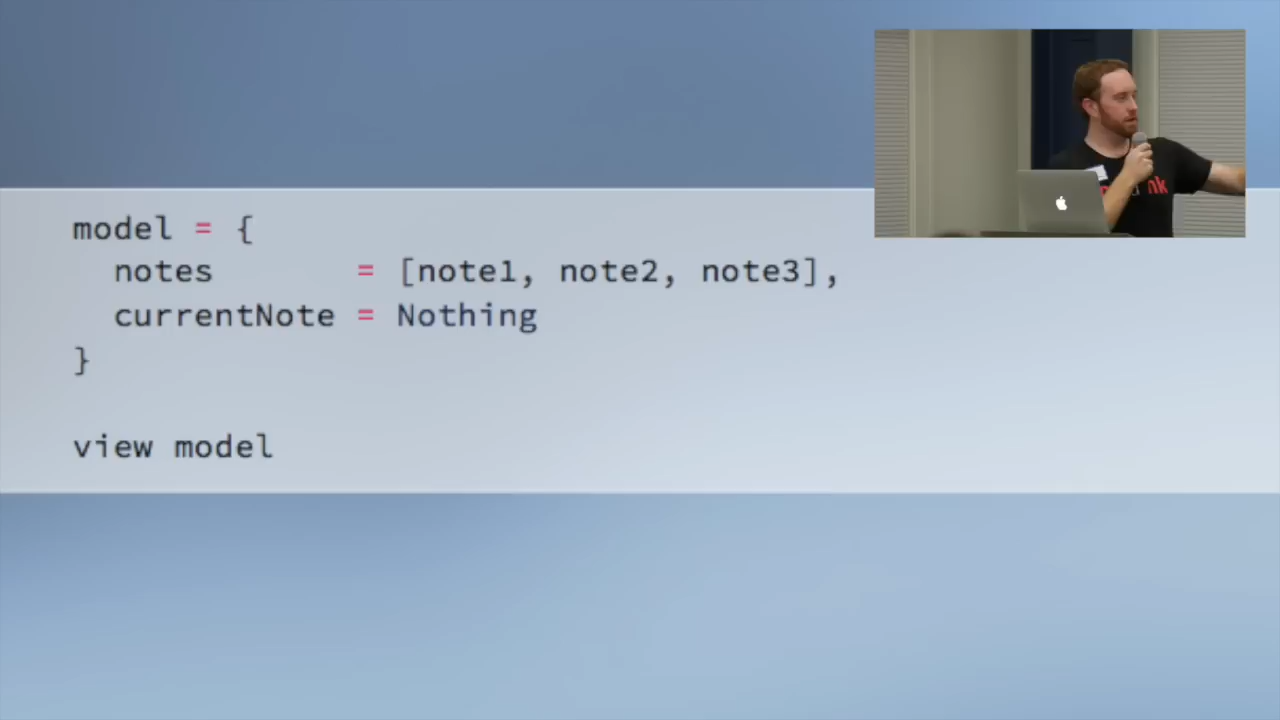 model = {
  notes       = [note1, note2, note3],
  currentNote = Nothing
}
view model